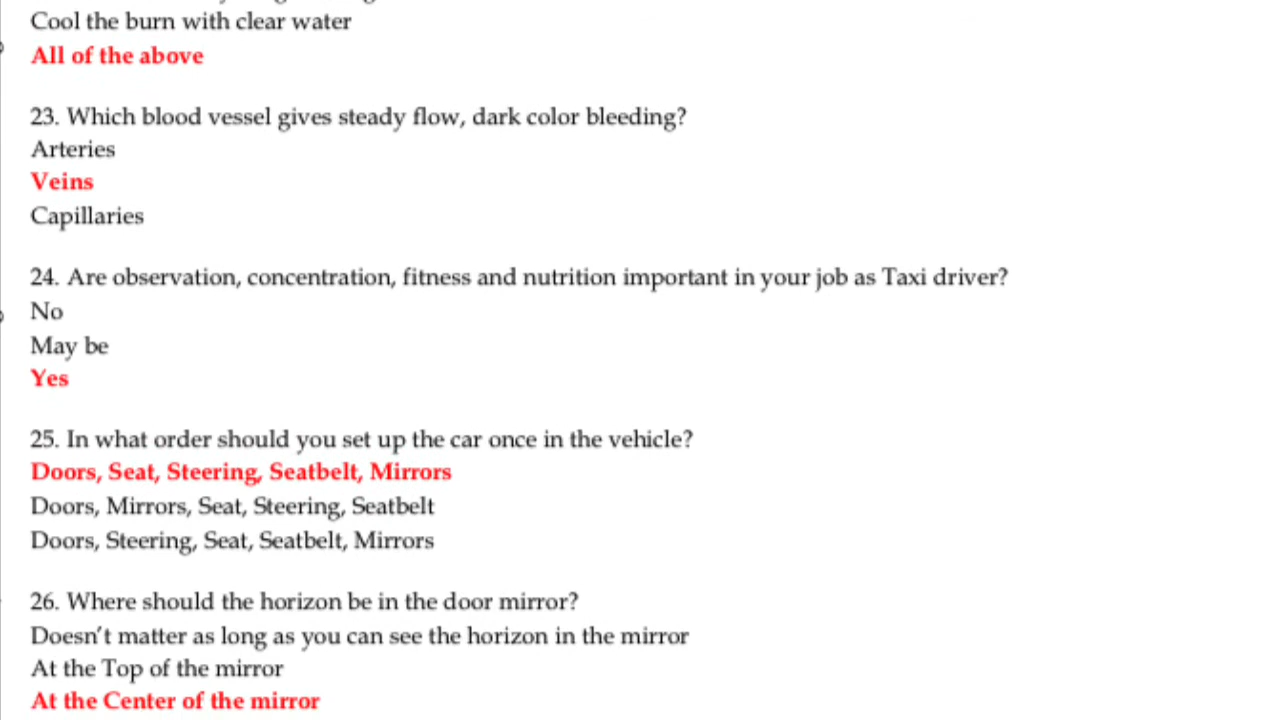 Cool the burn with clear water
All of the above
23. Which blood vessel gives steady flow, dark color bleeding?
Arteries
Veins
Capillaries
24. Are observation, concentration, fitness and nutrition important in your job as Taxi driver?
No
May be
Yes
25. In what order should you set up the car once in the vehicle?
Doors, Seat, Steering, Seatbelt, Mirrors
Doors, Mirrors, Seat, Steering, Seatbelt
Doors, Steering, Seat, Seatbelt, Mirrors
26. Where should the horizon be in the door mirror?
Doesn't matter as long as you can see the horizon in the mirror
At the Top of the mirror
At the Center of the mirror